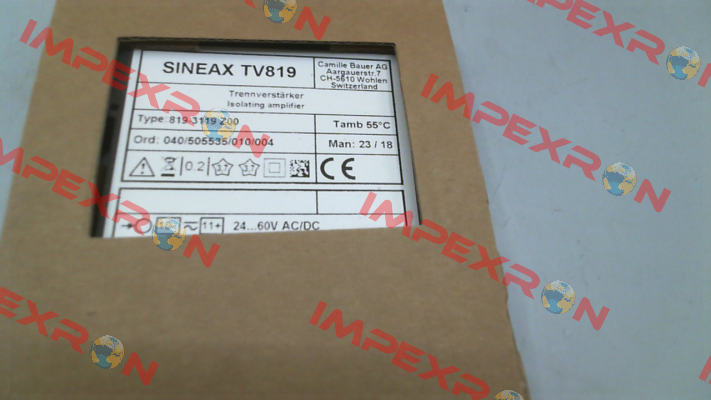 SINEAX TV819
Camille Bauer AG
Aargauerstr.7
CH-5610 Wohlen
Switzerland
Trennverstärker
Isolating amplifier
Type: 819-3119 Z00
Tamb 55°C
Ord: 040/505535/010/004
Man: 23 / 18
0.2
CE
11+
24...60V AC/DC
IMPEXRON
IMPEXRON
IMPEXRON
IMPEXRON
IMPEXRON
IMPEXRON
IMPEXRON